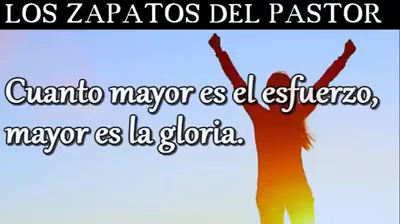 LOS ZAPATOS DEL PASTOR
Cuanto mayor es el esfuerzo,
mayor es la gloria.